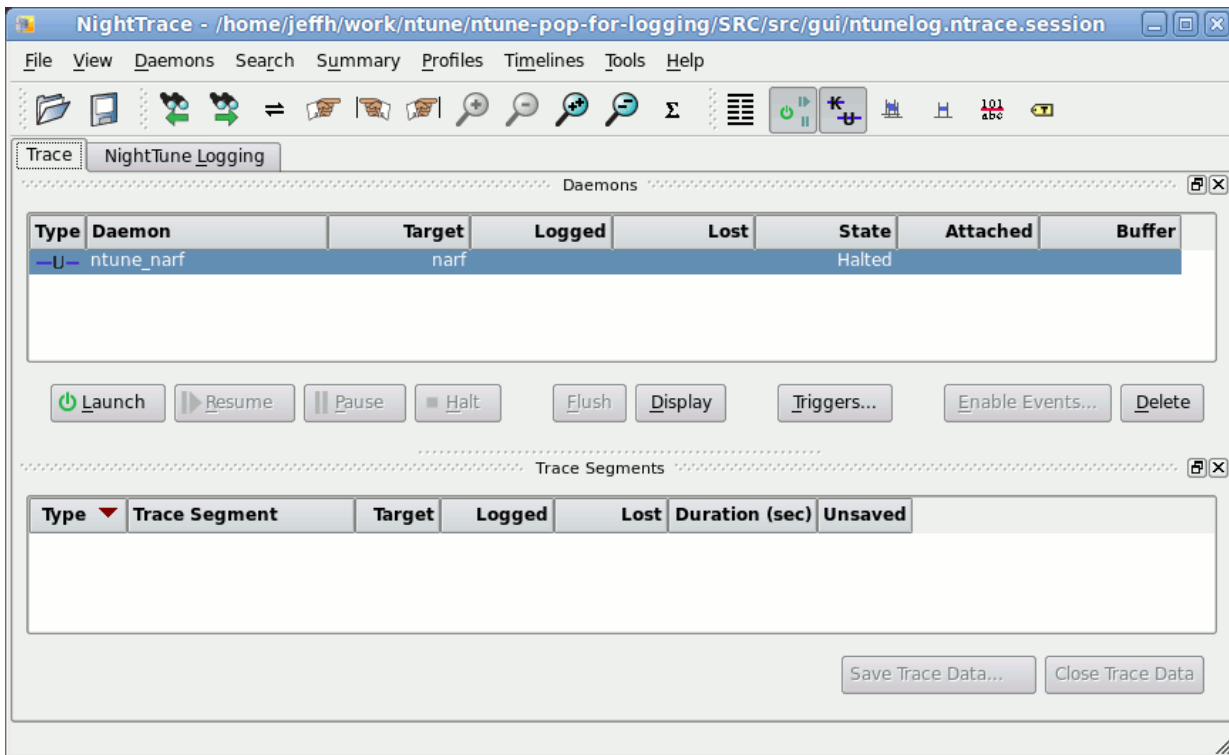 NightTrace - /home/jeffh/work/ntune/ntune-pop-for-logging/SRC/src/gui/ntunelog.ntrace.session
File View Daemons Search Summary Profiles Timelines Tools Help
Σ K U 101 abc T
Trace NightTune Logging
Daemons
Type Daemon Target Logged Lost State Attached Buffer
U ntune_narf narf Halted
Launch Resume Pause Halt Flush Display Triggers... Enable Events... Delete
Trace Segments
Type Trace Segment Target Logged Lost Duration (sec) Unsaved
Save Trace Data... Close Trace Data